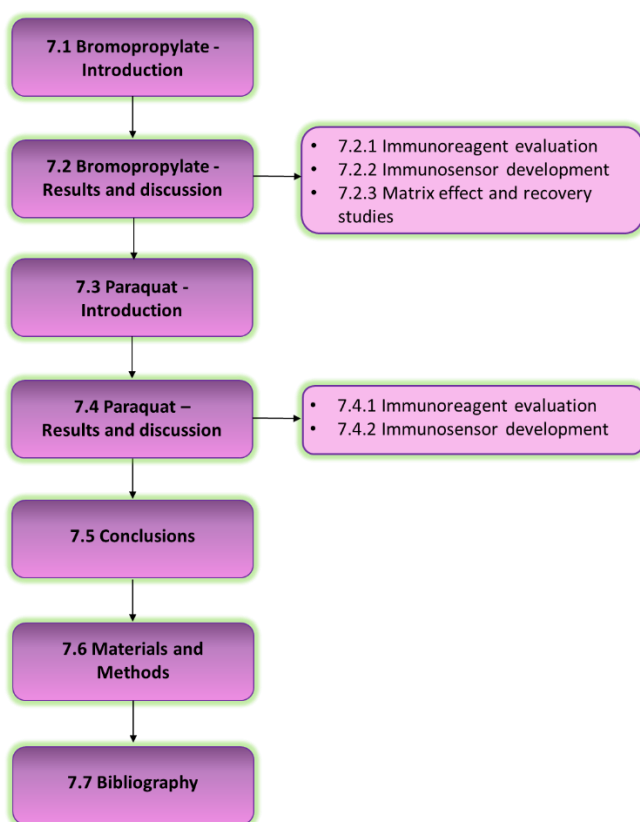 7.1 Bromopropylate -
Introduction
7.2 Bromopropylate -
Results and discussion
• 7.2.1 Immunoreagent evaluation
• 7.2.2 Immunosensor development
• 7.2.3 Matrix effect and recovery
studies
7.3 Paraquat -
Introduction
7.4 Paraquat –
Results and discussion
• 7.4.1 Immunoreagent evaluation
• 7.4.2 Immunosensor development
7.5 Conclusions
7.6 Materials and
Methods
7.7 Bibliography